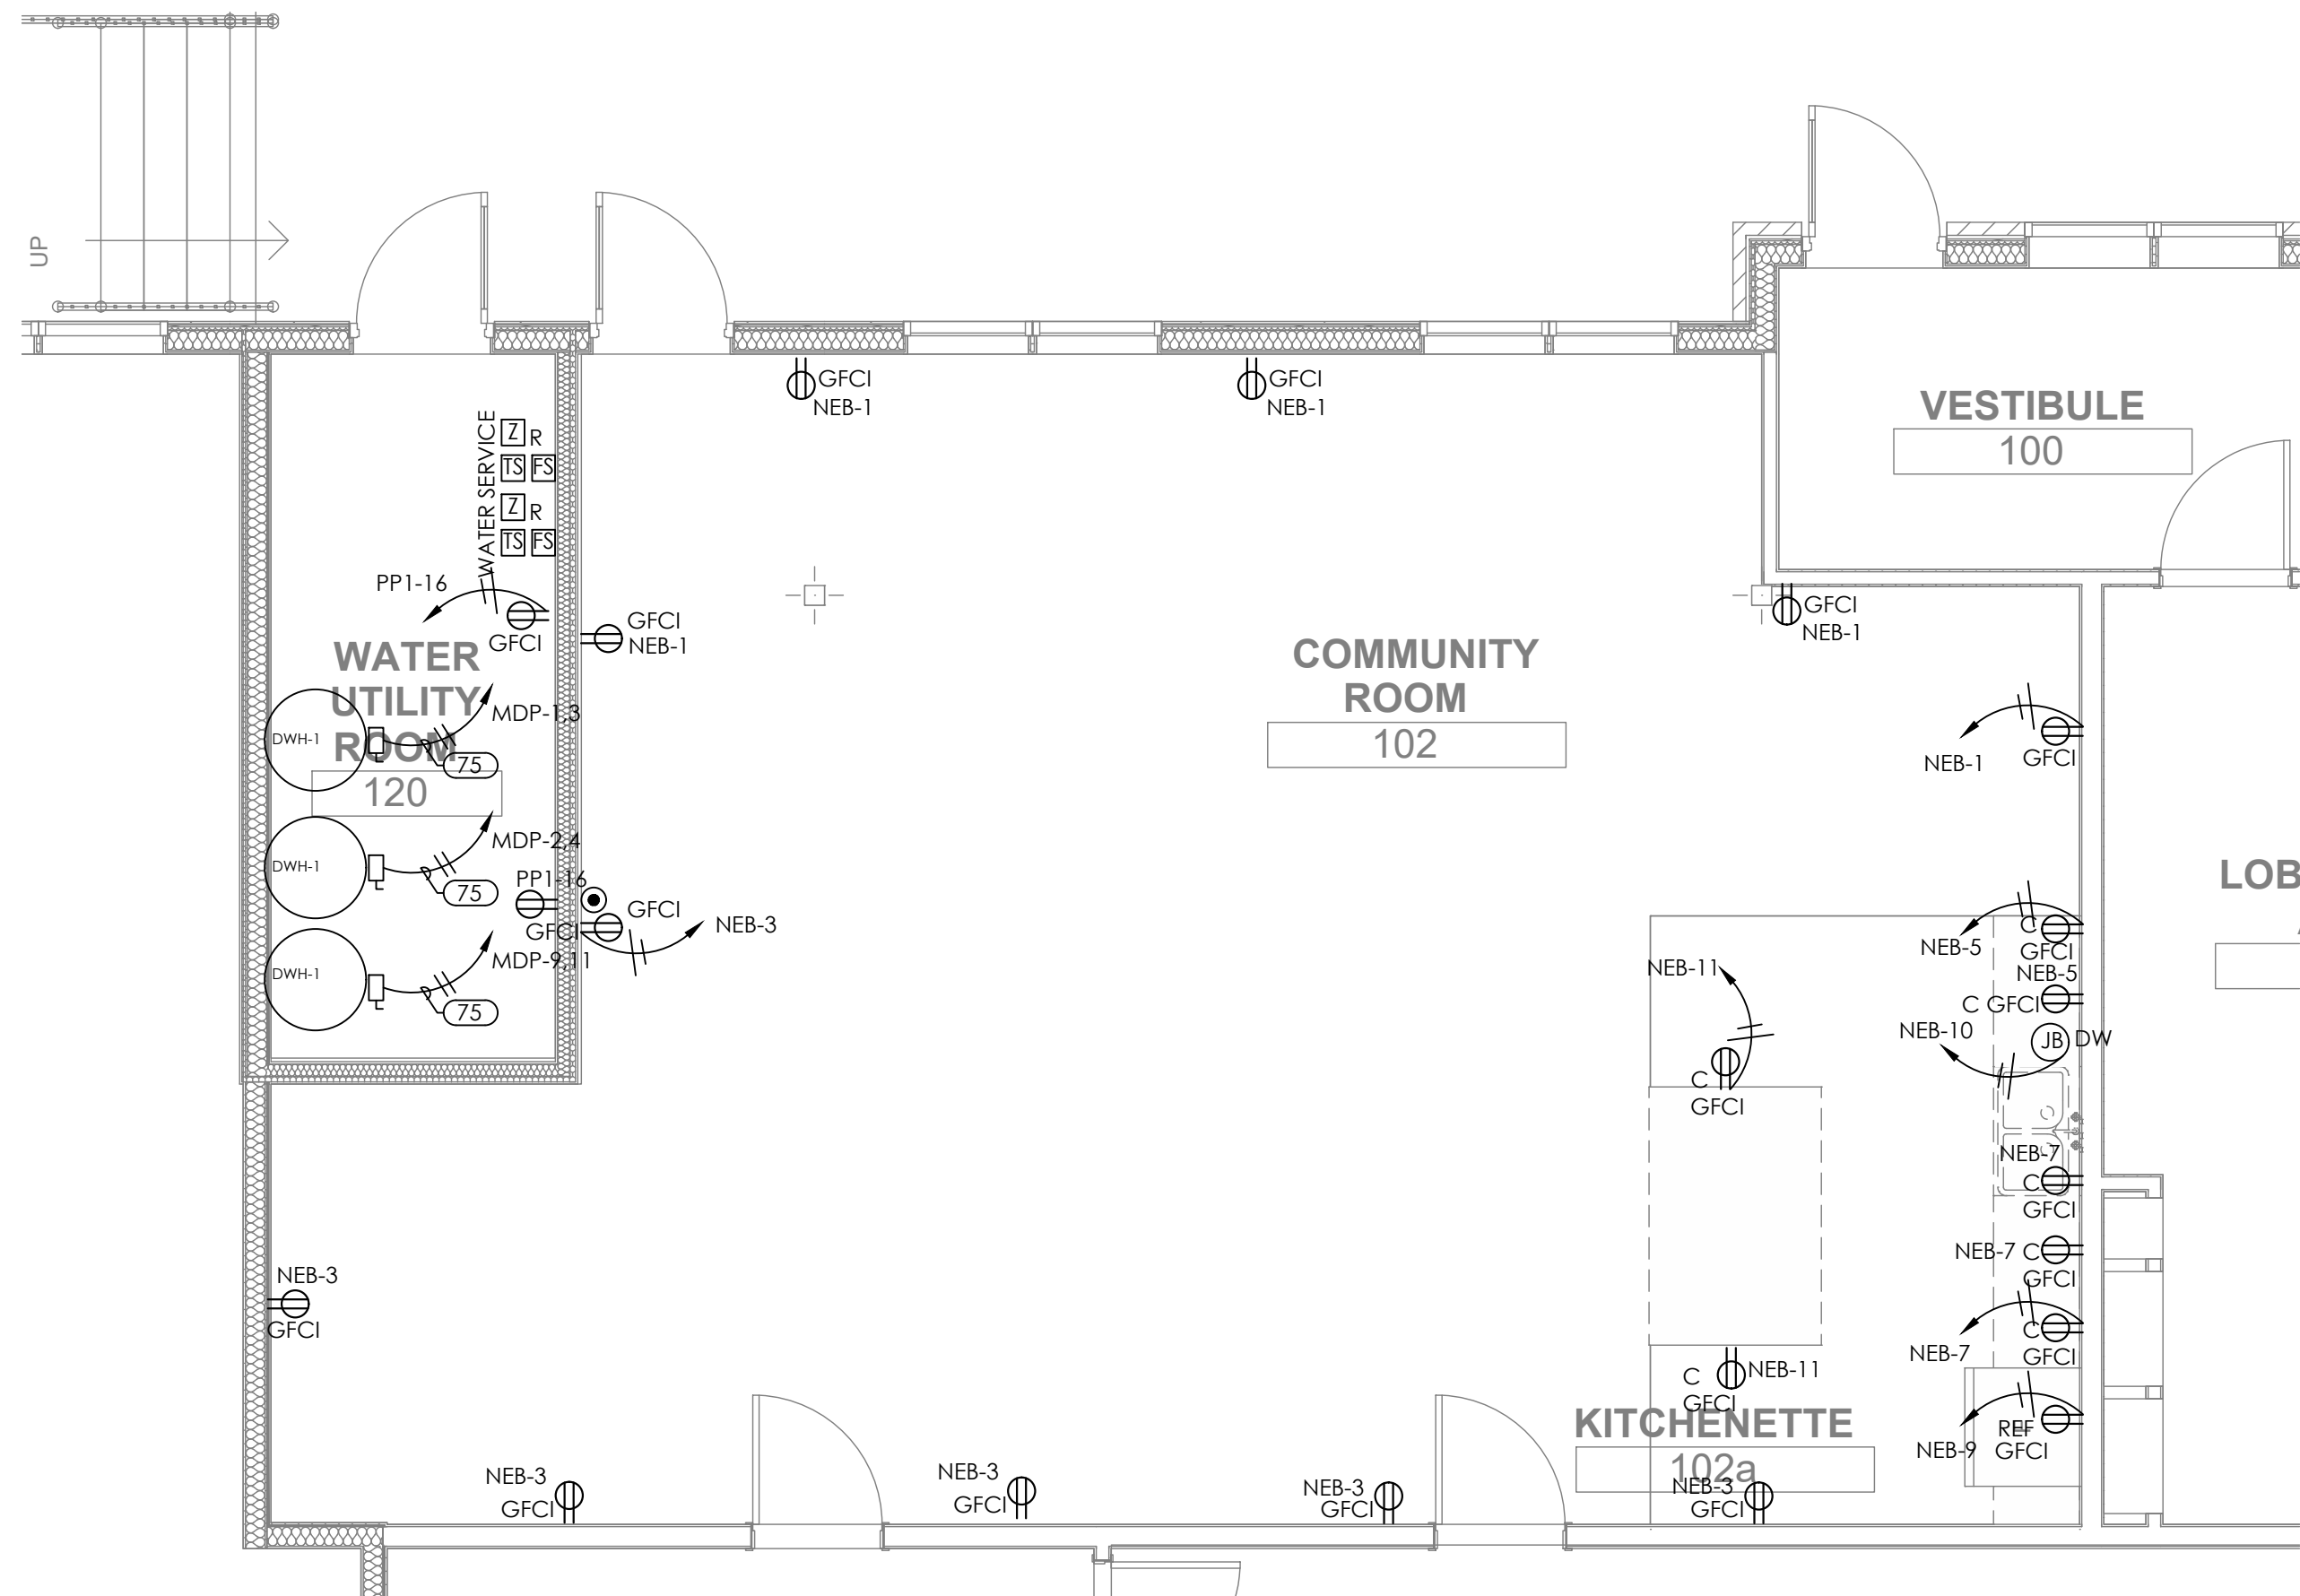 UP
GFCI
NEB-1
GFCI
NEB-1
VESTIBULE
100
WATER SERVICE
Z R
TS FS
Z R
TS FS
PP1-16
GFCI
GFCI
NEB-1
GFCI
NEB-1
WATER
UTILITY
ROOM
120
COMMUNITY
ROOM
102
DWH-1
MDP-1,3
75
NEB-1
GFCI
DWH-1
MDP-2,4
75
PP1-16
GFCI
GFCI
NEB-3
DWH-1
MDP-9,11
75
LOB
C
GFCI
NEB-5
NEB-5
C GFCI
NEB-11
C
GFCI
NEB-10
JB DW
NEB-7
C
GFCI
NEB-7 C
GFCI
NEB-3
GFCI
C
NEB-7
GFCI
C
NEB-11
GFCI
KITCHENETTE
102a
REF
NEB-9 GFCI
NEB-3
GFCI
NEB-3
GFCI
NEB-3
GFCI
NEB-3
GFCI